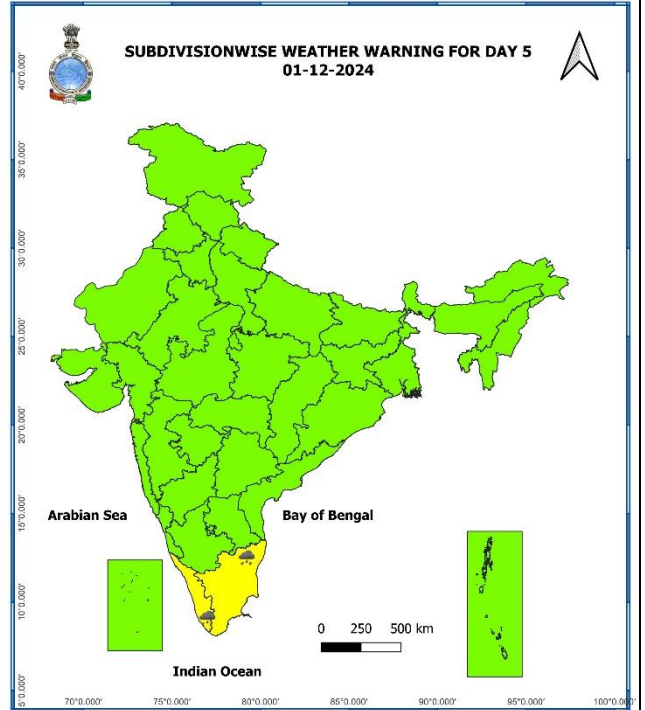 SUBDIVISIONWISE WEATHER WARNING FOR DAY 5
01-12-2024
40°0.000'
35°0.000'
30°0.000'
25°0.000'
20°0.000'
15°0.000'
10°0.000'
5°0.000'
Arabian Sea
Bay of Bengal
0 250 500 km
Indian Ocean
70°0.000' 75°0.000' 80°0.000' 85°0.000' 90°0.000' 95°0.000' 100°0.000'